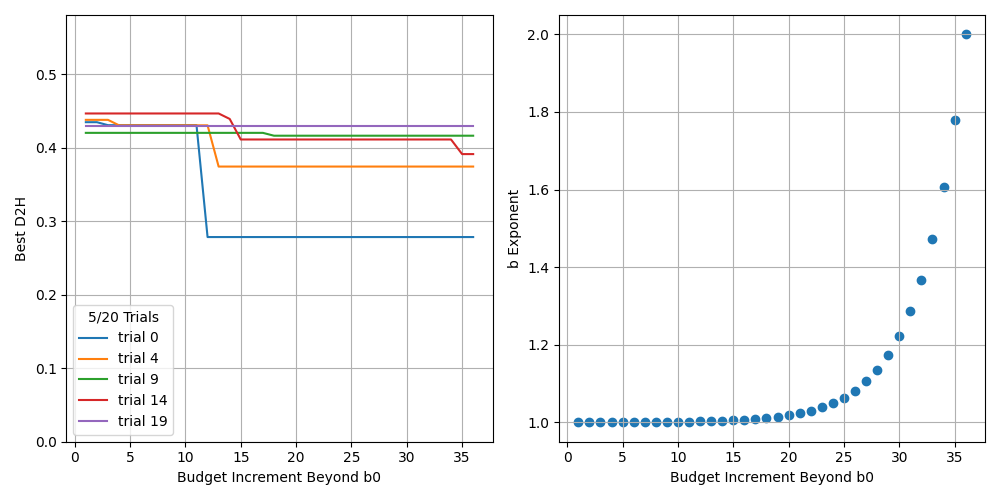 0.5
0.4
0.3
0.2
0.1
0.0
Best D2H
5/20 Trials
trial 0
trial 4
trial 9
trial 14
trial 19
0 5 10 15 20 25 30 35
Budget Increment Beyond b0
2.0
1.8
1.6
1.4
1.2
1.0
b Exponent
0 5 10 15 20 25 30 35
Budget Increment Beyond b0